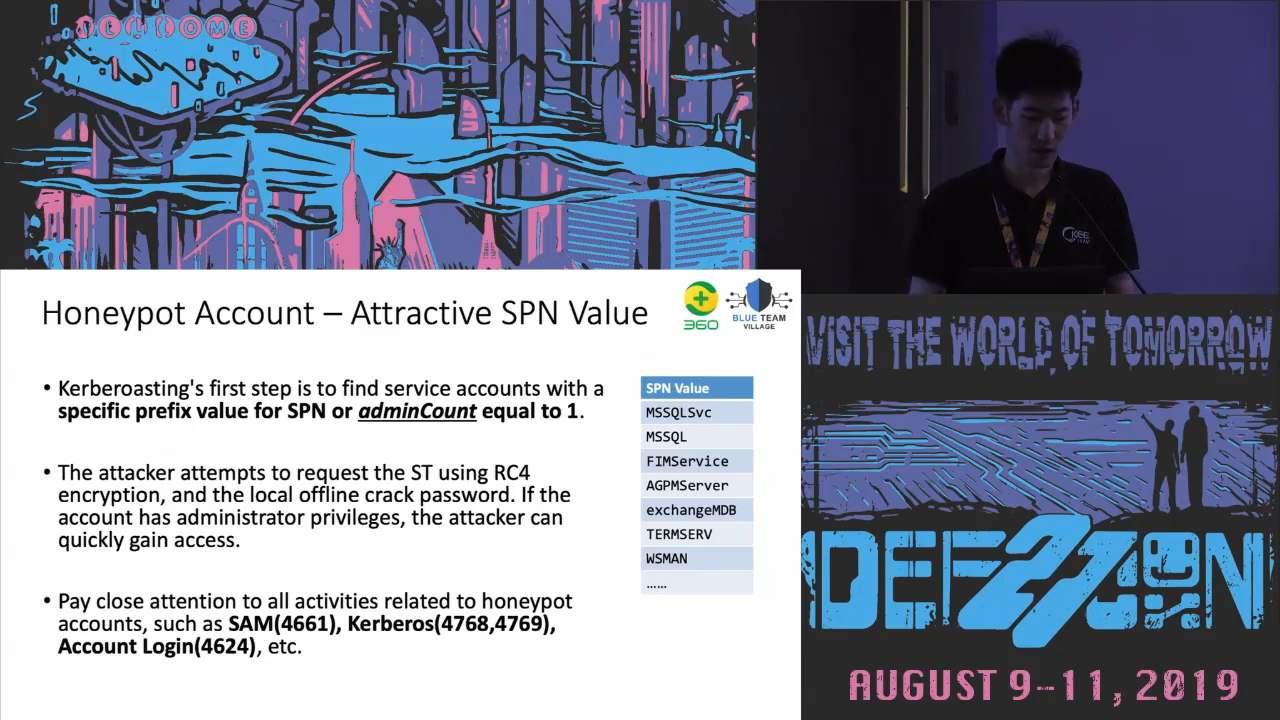 WELCOME
Honeypot Account – Attractive SPN Value
360
BLUE TEAM
VILLAGE
• Kerberoasting's first step is to find service accounts with a
specific prefix value for SPN or adminCount equal to 1.
• The attacker attempts to request the ST using RC4
encryption, and the local offline crack password. If the
account has administrator privileges, the attacker can
quickly gain access.
• Pay close attention to all activities related to honeypot
accounts, such as SAM(4661), Kerberos(4768,4769),
Account Login(4624), etc.
SPN Value
MSSQLSvc
MSSQL
FIMService
AGPMServer
exchangeMDB
TERMSERV
WSMAN
……
KEE
TEAM
VISIT THE WORLD OF TOMORROW
DEF 27 CON
AUGUST 9–11, 2019